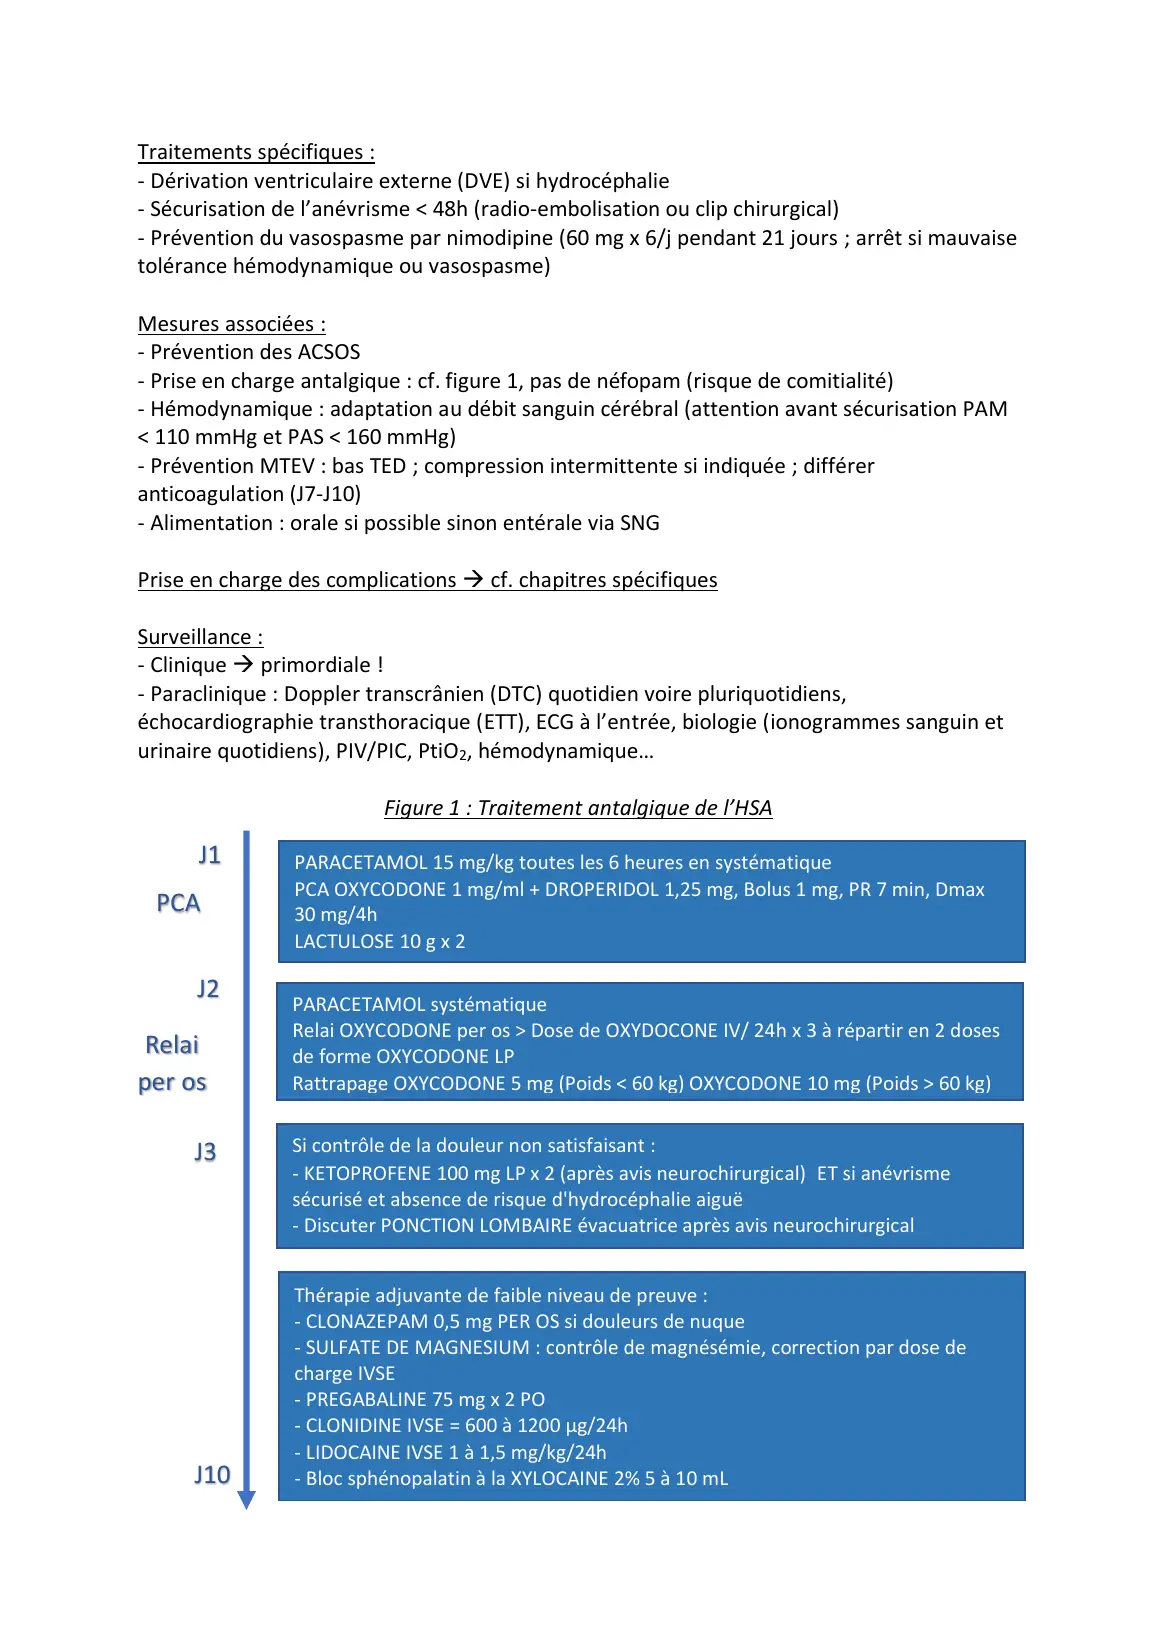 Traitements spécifiques :
- Dérivation ventriculaire externe (DVE) si hydrocéphalie
- Sécurisation de l’anévrisme < 48h (radio-embolisation ou clip chirurgical)
- Prévention du vasospasme par nimodipine (60 mg x 6/j pendant 21 jours ; arrêt si mauvaise
tolérance hémodynamique ou vasospasme)
Mesures associées :
- Prévention des ACSOS
- Prise en charge antalgique : cf. figure 1, pas de néfopam (risque de comitialité)
- Hémodynamique : adaptation au débit sanguin cérébral (attention avant sécurisation PAM
< 110 mmHg et PAS < 160 mmHg)
- Prévention MTEV : bas TED ; compression intermittente si indiquée ; différer
anticoagulation (J7-J10)
- Alimentation : orale si possible sinon entérale via SNG
Prise en charge des complications → cf. chapitres spécifiques
Surveillance :
- Clinique → primordiale !
- Paraclinique : Doppler transcrânien (DTC) quotidien voire pluriquotidiens,
échocardiographie transthoracique (ETT), ECG à l’entrée, biologie (ionogrammes sanguin et
urinaire quotidiens), PIV/PIC, PtiO₂, hémodynamique…
Figure 1 : Traitement antalgique de l’HSA
J1
PCA
PARACETAMOL 15 mg/kg toutes les 6 heures en systématique
PCA OXYCODONE 1 mg/ml + DROPERIDOL 1,25 mg, Bolus 1 mg, PR 7 min, Dmax
30 mg/4h
LACTULOSE 10 g x 2
J2
Relai
per os
PARACETAMOL systématique
Relai OXYCODONE per os > Dose de OXYDOCONE IV/ 24h x 3 à répartir en 2 doses
de forme OXYCODONE LP
Rattrapage OXYCODONE 5 mg (Poids < 60 kg) OXYCODONE 10 mg (Poids > 60 kg)
J3
Si contrôle de la douleur non satisfaisant :
- KETOPROFENE 100 mg LP x 2 (après avis neurochirurgical) ET si anévrisme
sécurisé et absence de risque d'hydrocéphalie aiguë
- Discuter PONCTION LOMBAIRE évacuatrice après avis neurochirurgical
Thérapie adjuvante de faible niveau de preuve :
- CLONAZEPAM 0,5 mg PER OS si douleurs de nuque
- SULFATE DE MAGNESIUM : contrôle de magnésémie, correction par dose de
charge IVSE
- PREGABALINE 75 mg x 2 PO
- CLONIDINE IVSE = 600 à 1200 µg/24h
- LIDOCAINE IVSE 1 à 1,5 mg/kg/24h
- Bloc sphénopalatin à la XYLOCAINE 2% 5 à 10 mL
J10